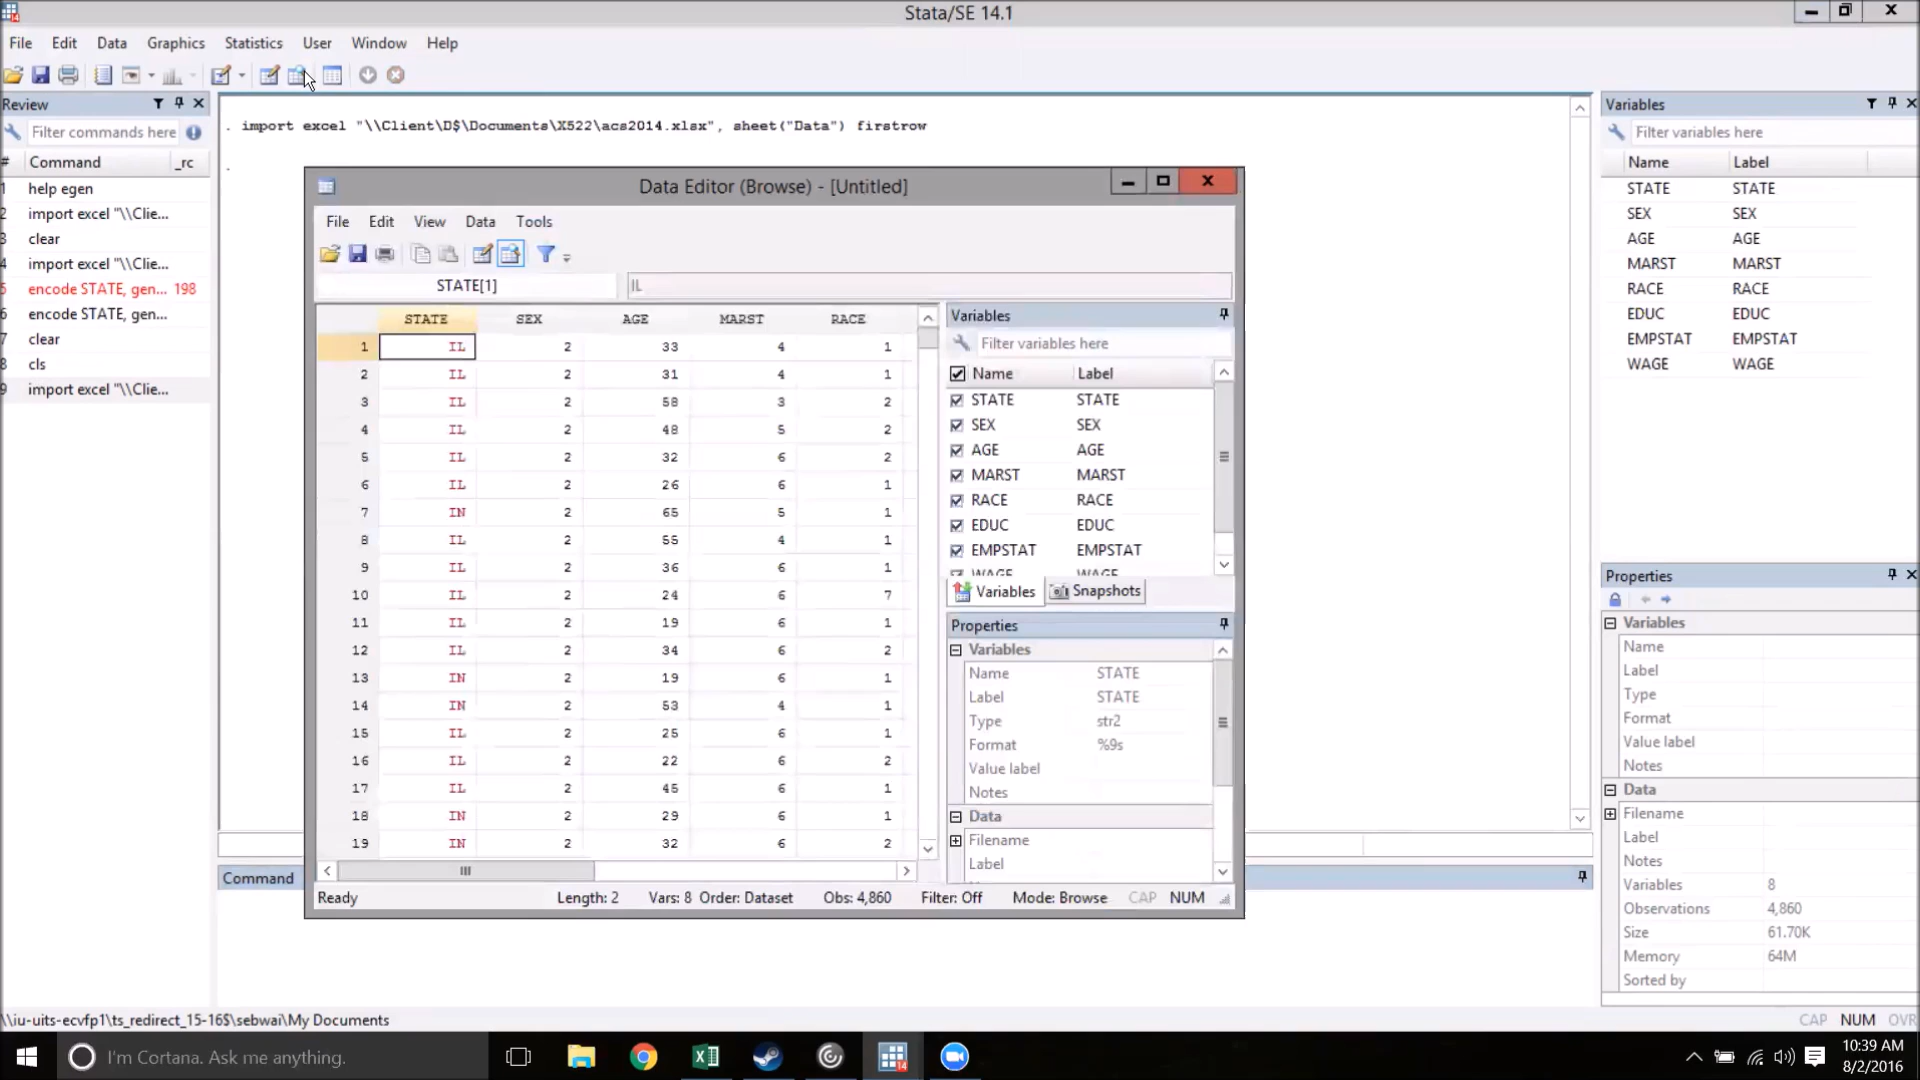 Stata/SE 14.1
File Edit Data Graphics Statistics User Window Help
Review
Filter commands here
# Command _rc
1 help egen
2 import excel "\\Clie...
3 clear
4 import excel "\\Clie...
5 encode STATE, gen... 198
6 encode STATE, gen...
7 clear
8 cls
9 import excel "\\Clie...
. import excel "\\Client\D$\Documents\X522\acs2014.xlsx", sheet("Data") firstrow
.
Data Editor (Browse) - [Untitled]
File Edit View Data Tools
STATE[1] IL
STATE SEX AGE MARST RACE
1 IL 2 33 4 1
2 IL 2 31 4 1
3 IL 2 58 3 2
4 IL 2 48 5 2
5 IL 2 32 6 2
6 IL 2 26 6 1
7 IN 2 65 5 1
8 IL 2 55 4 1
9 IL 2 36 6 1
10 IL 2 24 6 7
11 IL 2 19 6 1
12 IL 2 34 6 2
13 IN 2 19 6 1
14 IN 2 53 4 1
15 IL 2 25 6 1
16 IL 2 22 6 2
17 IL 2 45 6 1
18 IN 2 29 6 1
19 IN 2 32 6 2
Variables
Filter variables here
Name Label
STATE STATE
SEX SEX
AGE AGE
MARST MARST
RACE RACE
EDUC EDUC
EMPSTAT EMPSTAT
WAGE WAGE
Variables Snapshots
Properties
Variables
Name STATE
Label STATE
Type str2
Format %9s
Value label
Notes
Data
Filename
Label
Ready Length: 2 Vars: 8 Order: Dataset Obs: 4,860 Filter: Off Mode: Browse CAP NUM
Command
Variables
Filter variables here
Name Label
STATE STATE
SEX SEX
AGE AGE
MARST MARST
RACE RACE
EDUC EDUC
EMPSTAT EMPSTAT
WAGE WAGE
Properties
Variables
Name
Label
Type
Format
Value label
Notes
Data
Filename
Label
Notes
Variables 8
Observations 4,860
Size 61.70K
Memory 64M
Sorted by
\\iu-uits-ecvfp1\ts_redirect_15-16$\sebwai\My Documents
CAP NUM OVR
I'm Cortana. Ask me anything.
14
10:39 AM
8/2/2016